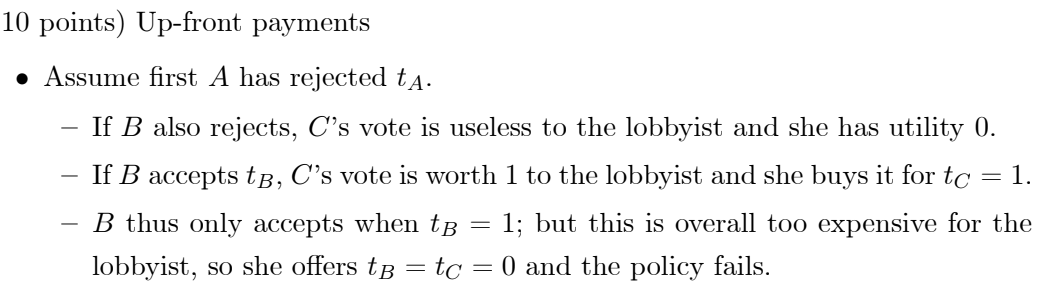 10 points) Up-front payments
• Assume first A has rejected t_A.
– If B also rejects, C's vote is useless to the lobbyist and she has utility 0.
– If B accepts t_B, C's vote is worth 1 to the lobbyist and she buys it for t_C = 1.
– B thus only accepts when t_B = 1; but this is overall too expensive for the
lobbyist, so she offers t_B = t_C = 0 and the policy fails.